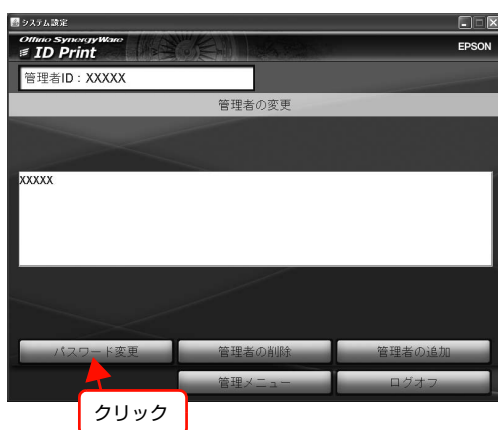 システム設定
Offirio SynergyWare
ID Print
EPSON
管理者ID：XXXXX
管理者の変更
XXXXX
パスワード変更
管理者の削除
管理者の追加
管理メニュー
ログオフ
クリック